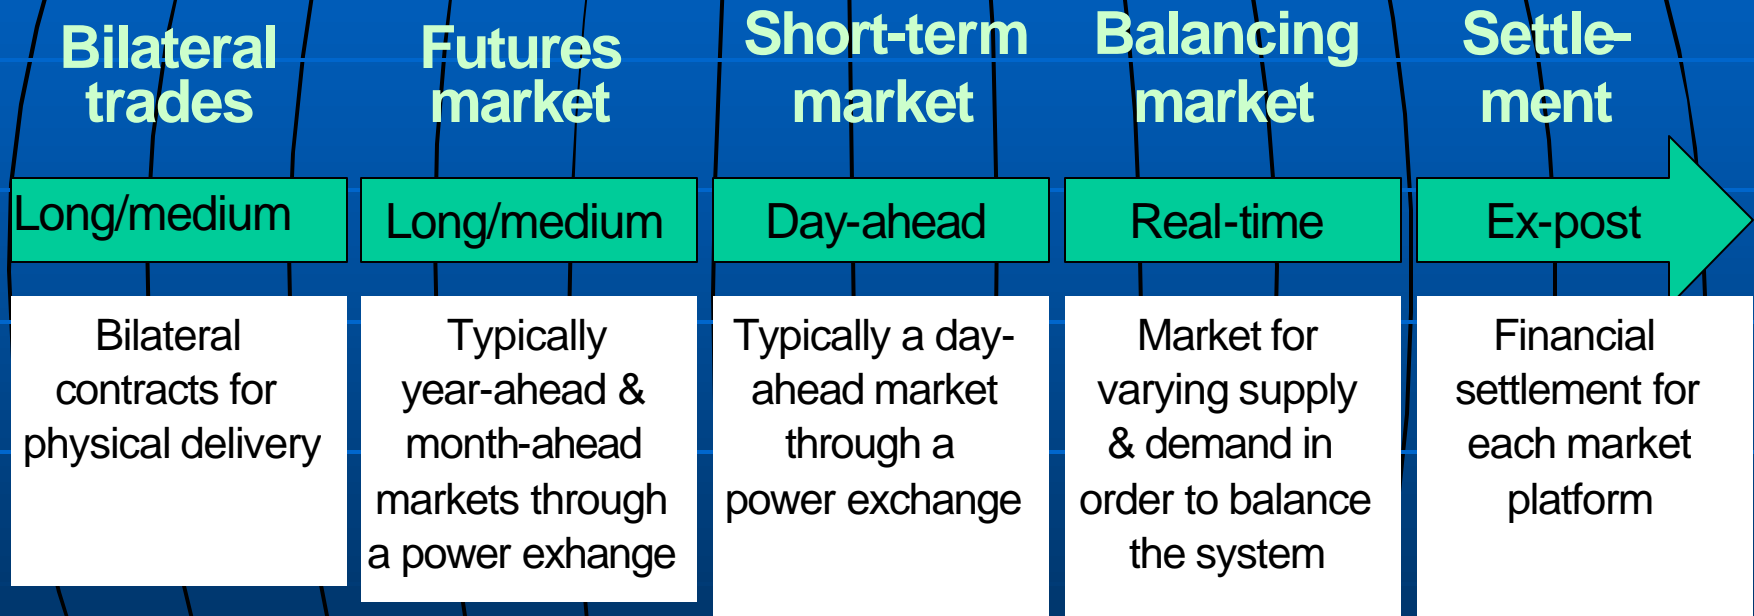 Bilateral
trades
Futures
market
Short-term
market
Balancing
market
Settle-
ment
Long/medium
Long/medium
Day-ahead
Real-time
Ex-post
Bilateral
contracts for
physical delivery
Typically
year-ahead &
month-ahead
markets through
a power exhange
Typically a day-
ahead market
through a
power exchange
Market for
varying supply
& demand in
order to balance
the system
Financial
settlement for
each market
platform